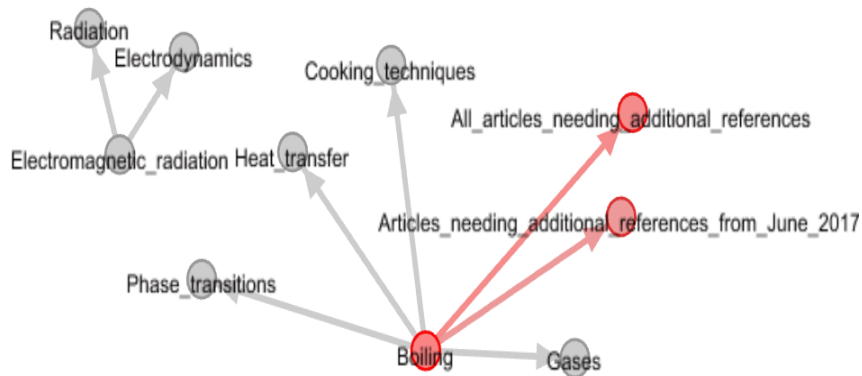 Radiation
Electrodynamics
Cooking_techniques
All_articles_needing_additional_references
Electromagnetic_radiation
Heat_transfer
Articles_needing_additional_references_from_June_2017
Phase_transitions
Boiling
Gases